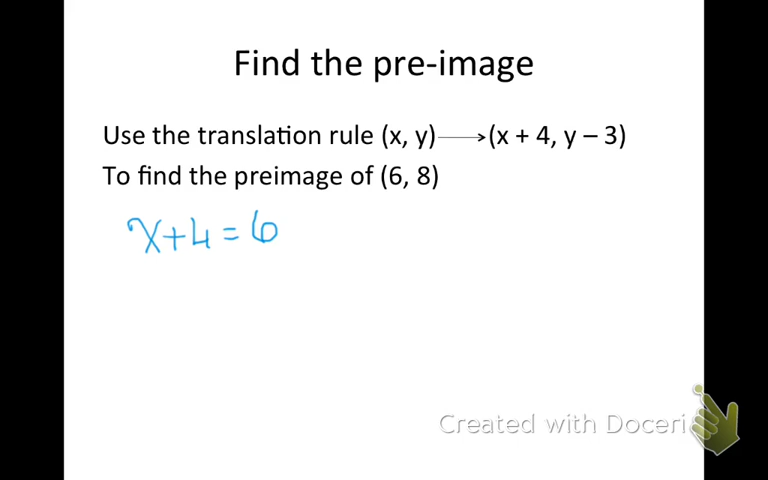 Find the pre-image
Use the translation rule (x, y)⟶(x + 4, y – 3)
To find the preimage of (6, 8)
x+4=6
Created with Doceri